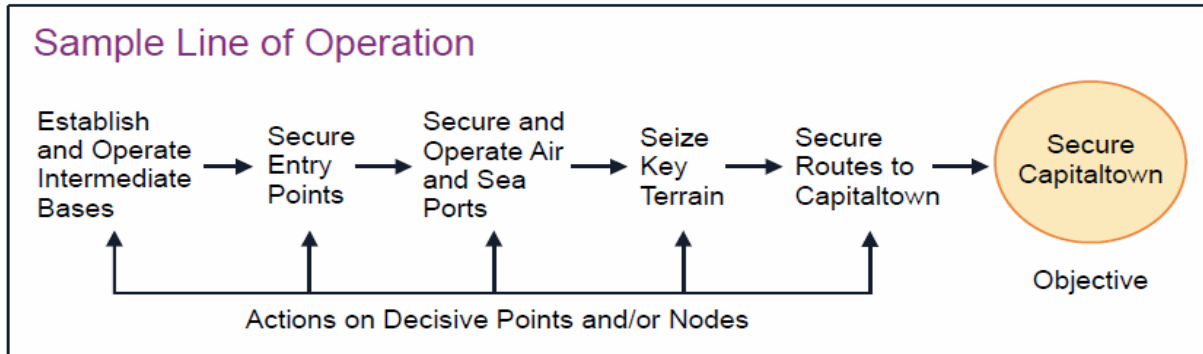 Sample Line of Operation
Establish
and Operate
Intermediate
Bases
Secure
Entry
Points
Secure and
Operate Air
and Sea
Ports
Seize
Key
Terrain
Secure
Routes to
Capitaltown
Secure
Capitaltown
Objective
Actions on Decisive Points and/or Nodes